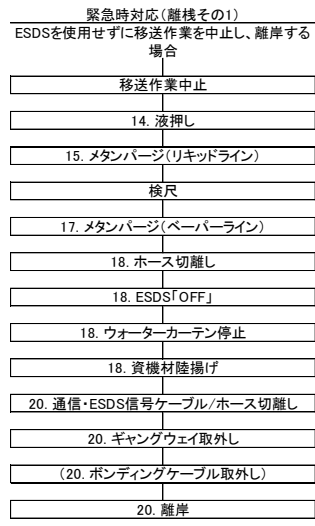 緊急時対応(離桟その1)
ESDSを使用せずに移送作業を中止し、離岸する
場合
移送作業中止
14. 液押し
15. メタンパージ(リキッドライン)
検尺
17. メタンパージ(ベーパーライン)
18. ホース切離し
18. ESDS「OFF」
18. ウォーターカーテン停止
18. 資機材陸揚げ
20. 通信・ESDS信号ケーブル/ホース切離し
20. ギャングウェイ取外し
(20. ボンディングケーブル取外し)
20. 離岸